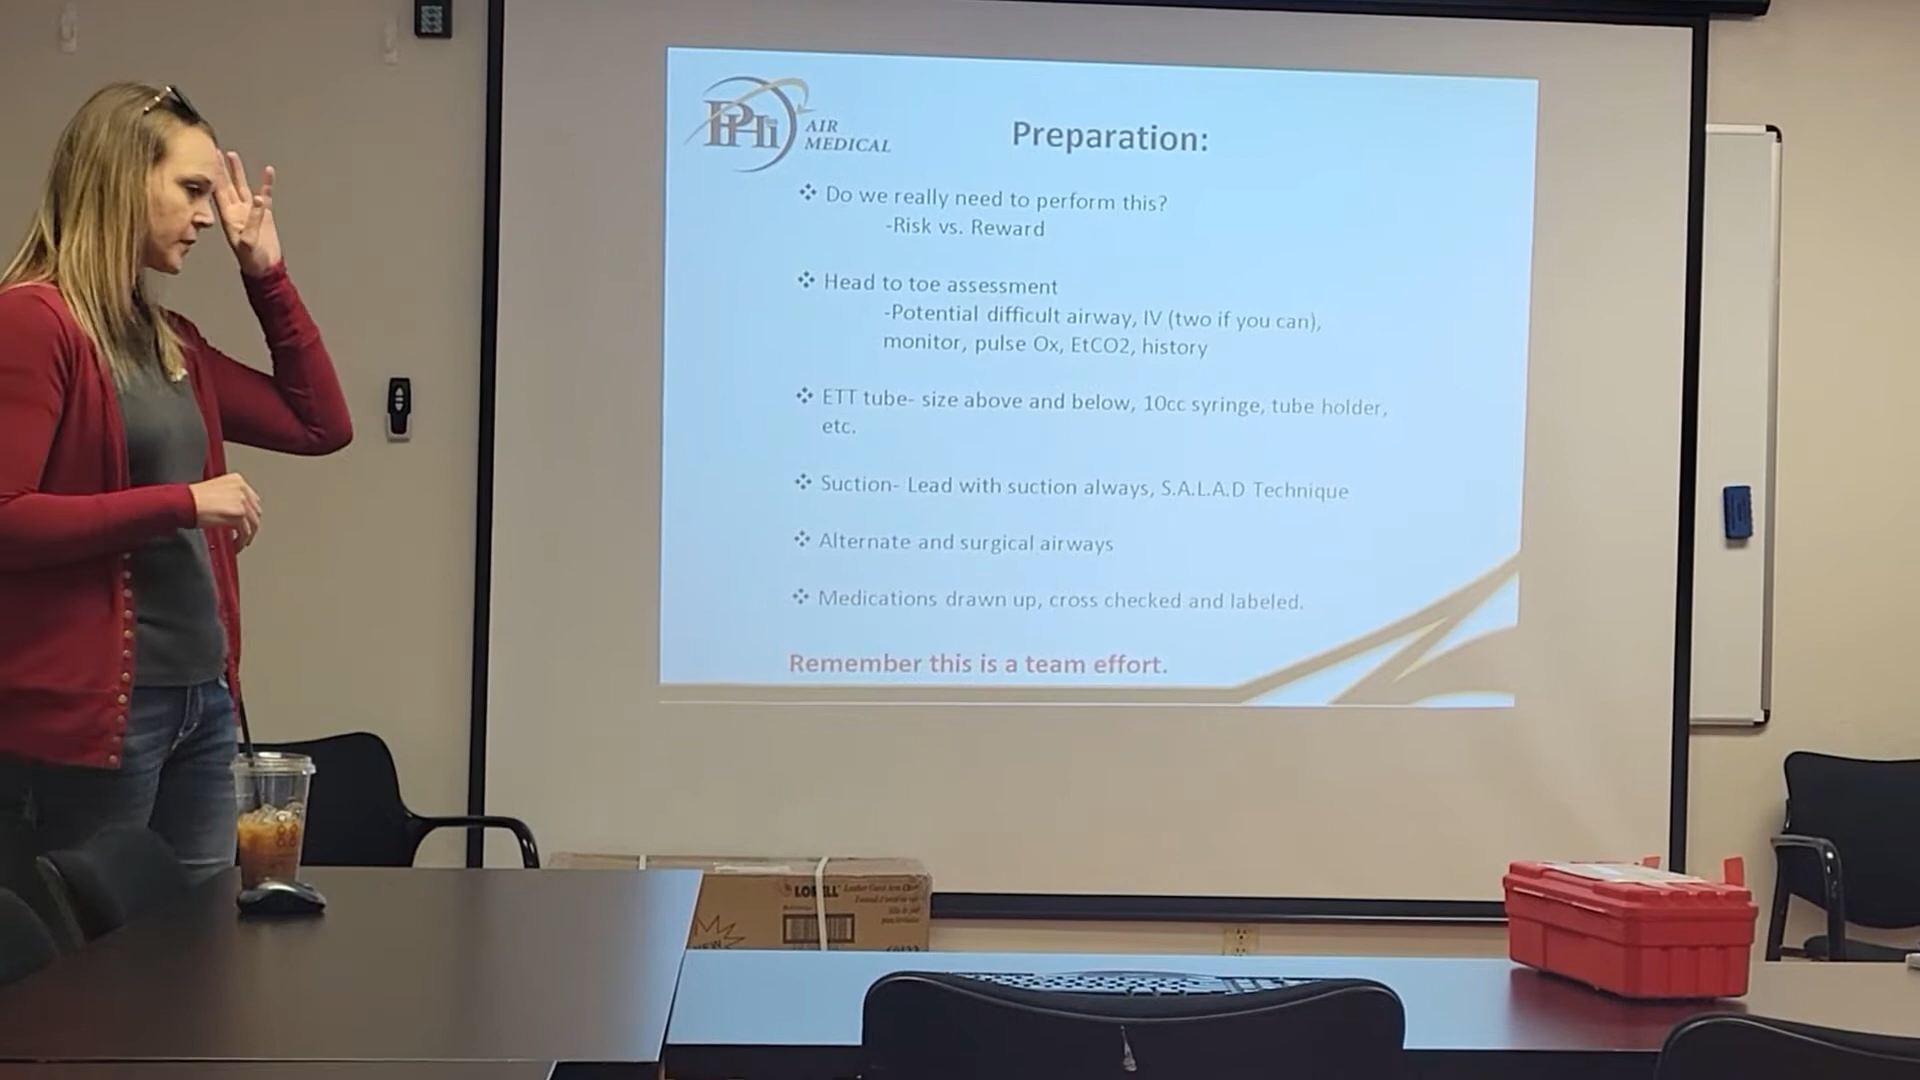 PHi
AIR
MEDICAL
Preparation:
Do we really need to perform this?
-Risk vs. Reward
Head to toe assessment
-Potential difficult airway, IV (two if you can),
monitor, pulse Ox, EtCO2, history
ETT tube- size above and below, 10cc syringe, tube holder,
etc.
Suction- Lead with suction always, S.A.L.A.D Technique
Alternate and surgical airways
Medications drawn up, cross checked and labeled.
Remember this is a team effort.
NEW